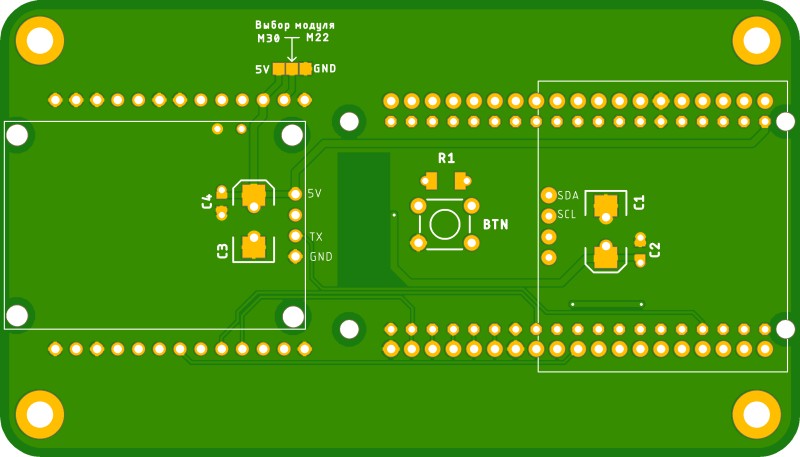 Выбор модуля
M30 M22
5V GND
R1
C4
5V
SDA
C1
SCL
BTN
TX
C3
GND
C2